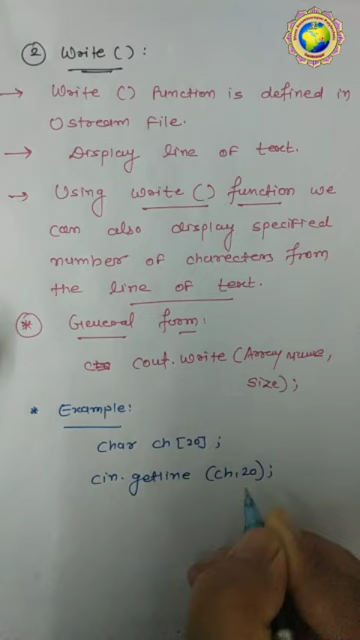 ② Write () :
→ Write () function is defined in
Ostream file.
→ Display line of text.
→ Using write () function we
can also display specified
number of charecters from
the line of text.
* General form:
cout.write (Array Name,
Size);
* Example:
Char ch [20] ;
Cin. getline (ch, 20);